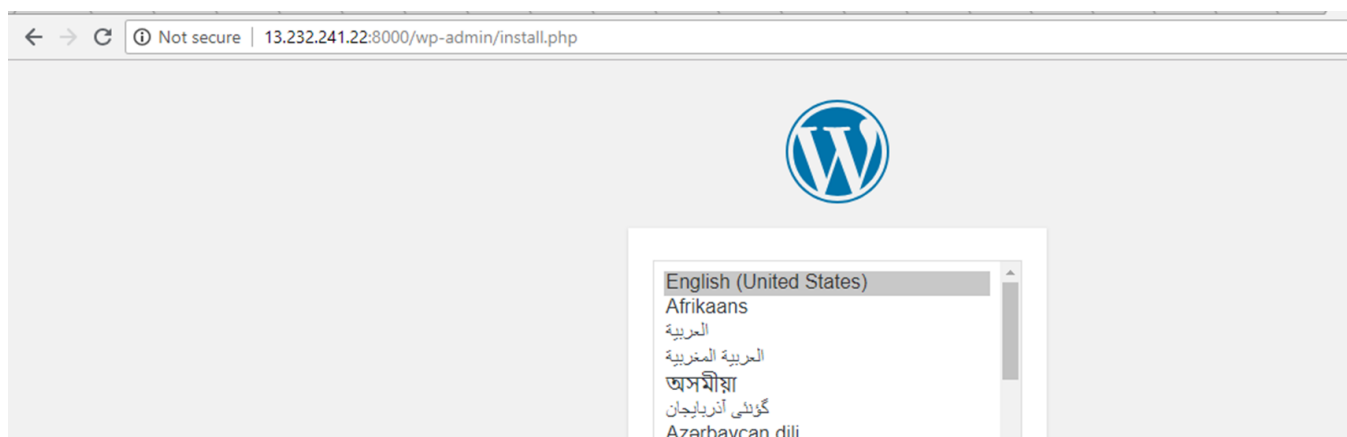 Not secure | 13.232.241.22:8000/wp-admin/install.php
W
English (United States)
Afrikaans
العربية
العربية المغربية
অসমীয়া
گؤنئی آذربایجان
Azərbaycan dili